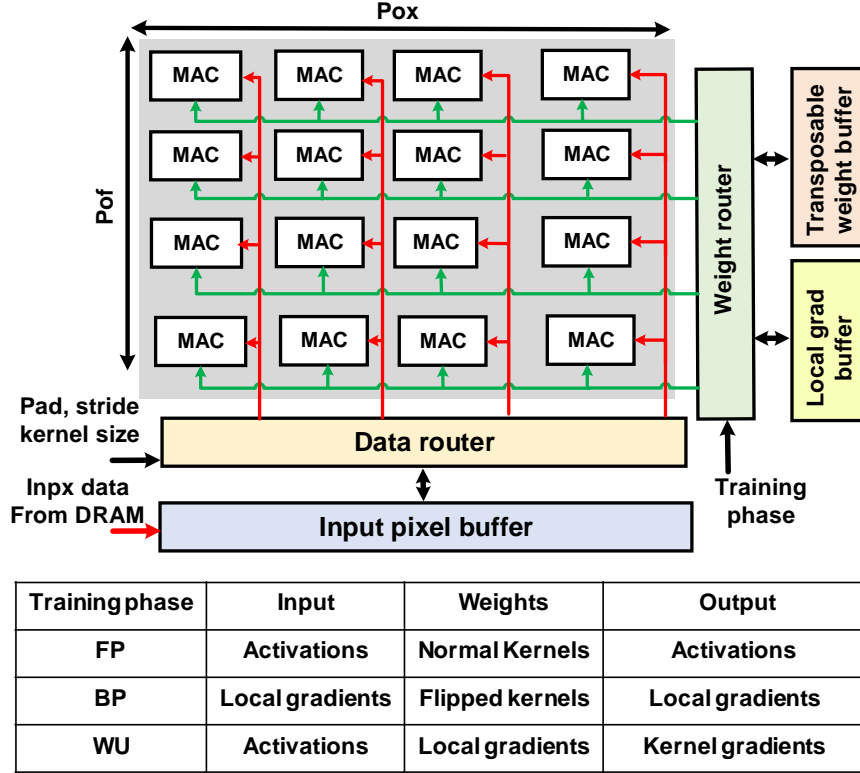 Pox
Pof
MAC MAC MAC MAC
MAC MAC MAC MAC
MAC MAC MAC MAC
MAC MAC MAC MAC
Weight router
Transposable
weight buffer
Local grad
buffer
Pad, stride
kernel size
Data router
Inpx data
From DRAM
Input pixel buffer
Training
phase
Training phase Input Weights Output
FP Activations Normal Kernels Activations
BP Local gradients Flipped kernels Local gradients
WU Activations Local gradients Kernel gradients